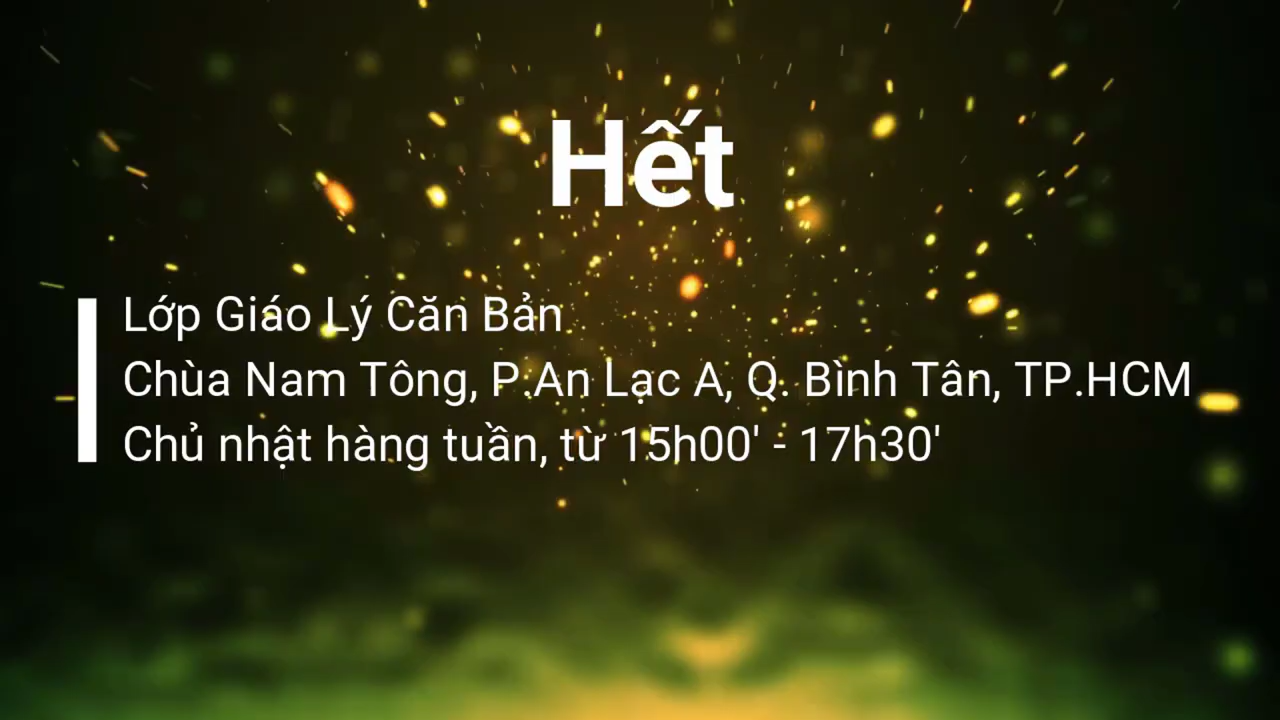 Hết
Lớp Giáo Lý Căn Bản
Chùa Nam Tông, P.An Lạc A, Q. Bình Tân, TP.HCM
Chủ nhật hàng tuần, từ 15h00' - 17h30'